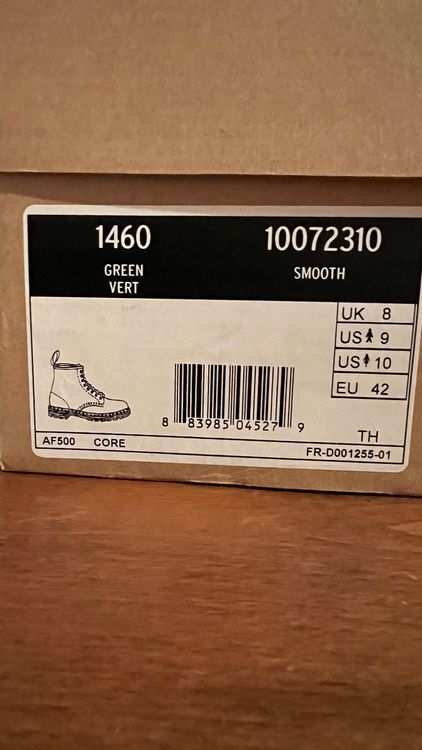 1460 10072310
GREEN SMOOTH
VERT
UK 8
US 9
US 10
EU 42
8 83985 04527 9
TH
AF500 CORE
FR-D001255-01